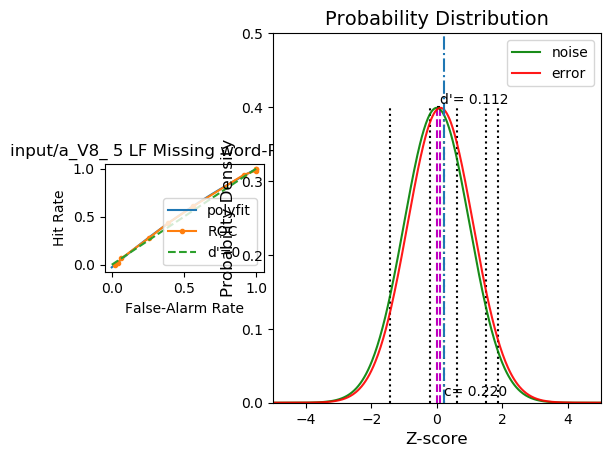 Probability Distribution
0.5
noise
error
d'= 0.112
0.4
input/a_V8_ 5 LF Missing word-
Probability Density
0.3
0.2
0.1
0.0
Hit Rate
1.0
0.5
0.0
polyfit
ROC
d'=0
0.0
0.5
1.0
False-Alarm Rate
c= 0.220
−4
−2
0
2
4
Z-score